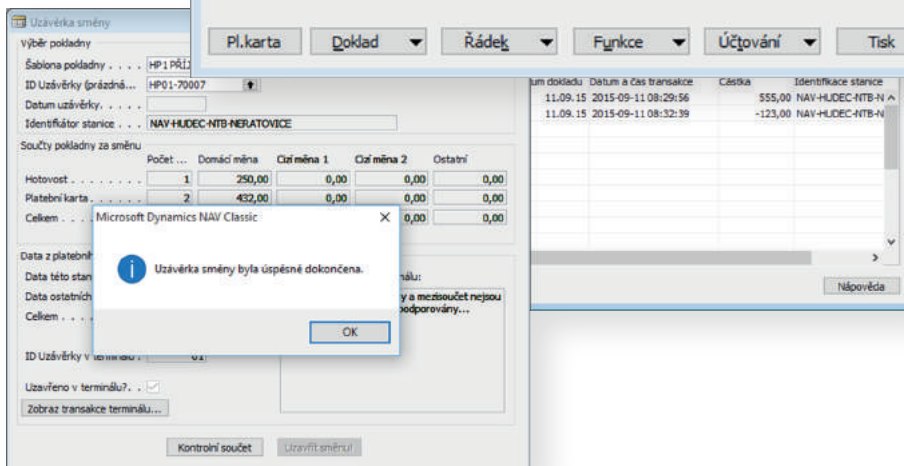 Uzávěrka směny
Výběr pokladny
Šablona pokladny . . . . HP1 PŘÍJ
ID Uzávěrky (prázdná... HP01-70007
Datum uzávěrky. . . . .
Identifikátor stanice . . . NAV-HUDEC-NTB-NERATOVICE
Součty pokladny za směnu
Počet ... Domácí měna Cizí měna 1 Cizí měna 2 Ostatní
Hotovost . . . . . . . . 1 250,00 0,00 0,00 0,00
Platební karta . . . . . 2 432,00 0,00 0,00 0,00
Celkem . . . 0,00 0,00
Data z platebníh
Data této stan nálu:
Data ostatních y a mezisoučet nejsou
Celkem . . . . podporovány...
ID Uzávěrky v terminálu . 01
Uzavřeno v terminálu?. .
Zobraz transakce terminálu...
Kontrolní součet Uzavřít směnu!
Microsoft Dynamics NAV Classic
Uzávěrka směny byla úspěšně dokončena.
OK
Pl.karta Doklad Řádek Funkce Účtování Tisk
um dokladu Datum a čas transakce Částka Identifikace stanice
11.09.15 2015-09-11 08:29:56 555,00 NAV-HUDEC-NTB-N
11.09.15 2015-09-11 08:32:39 -123,00 NAV-HUDEC-NTB-N
Nápověda